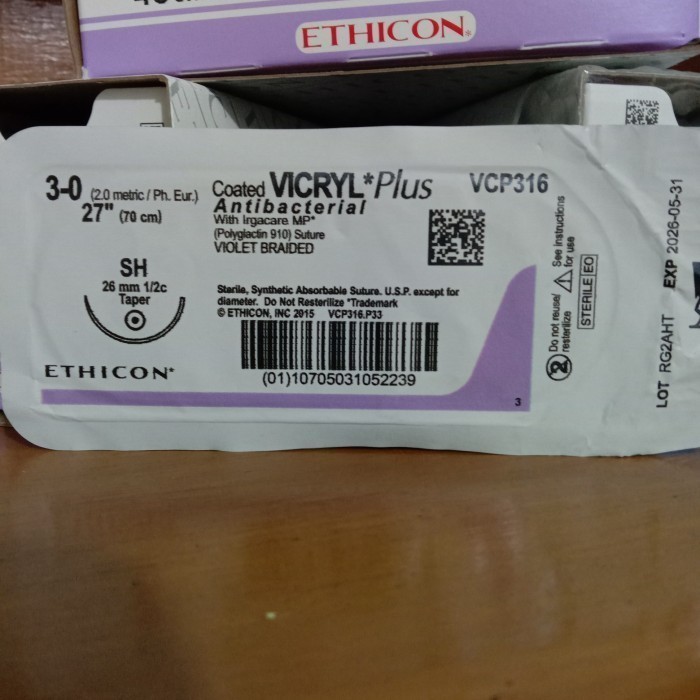 ETHICON
3-0 (2.0 metric / Ph. Eur.)
27" (70 cm)
SH
26 mm 1/2c
Taper
ETHICON*
Coated VICRYL*Plus
Antibacterial
With Irgacare MP*
(Polyglactin 910) Suture
VIOLET BRAIDED
VCP316
Sterile, Synthetic Absorbable Suture. U.S.P. except for
diameter. Do Not Resterilize *Trademark
© ETHICON, INC 2015 VCP316.P33
(01)10705031052239
3
2 Do not reuse/
resterilize
See instructions
for use
STERILE EO
LOT RG2AHT EXP 2026-05-31